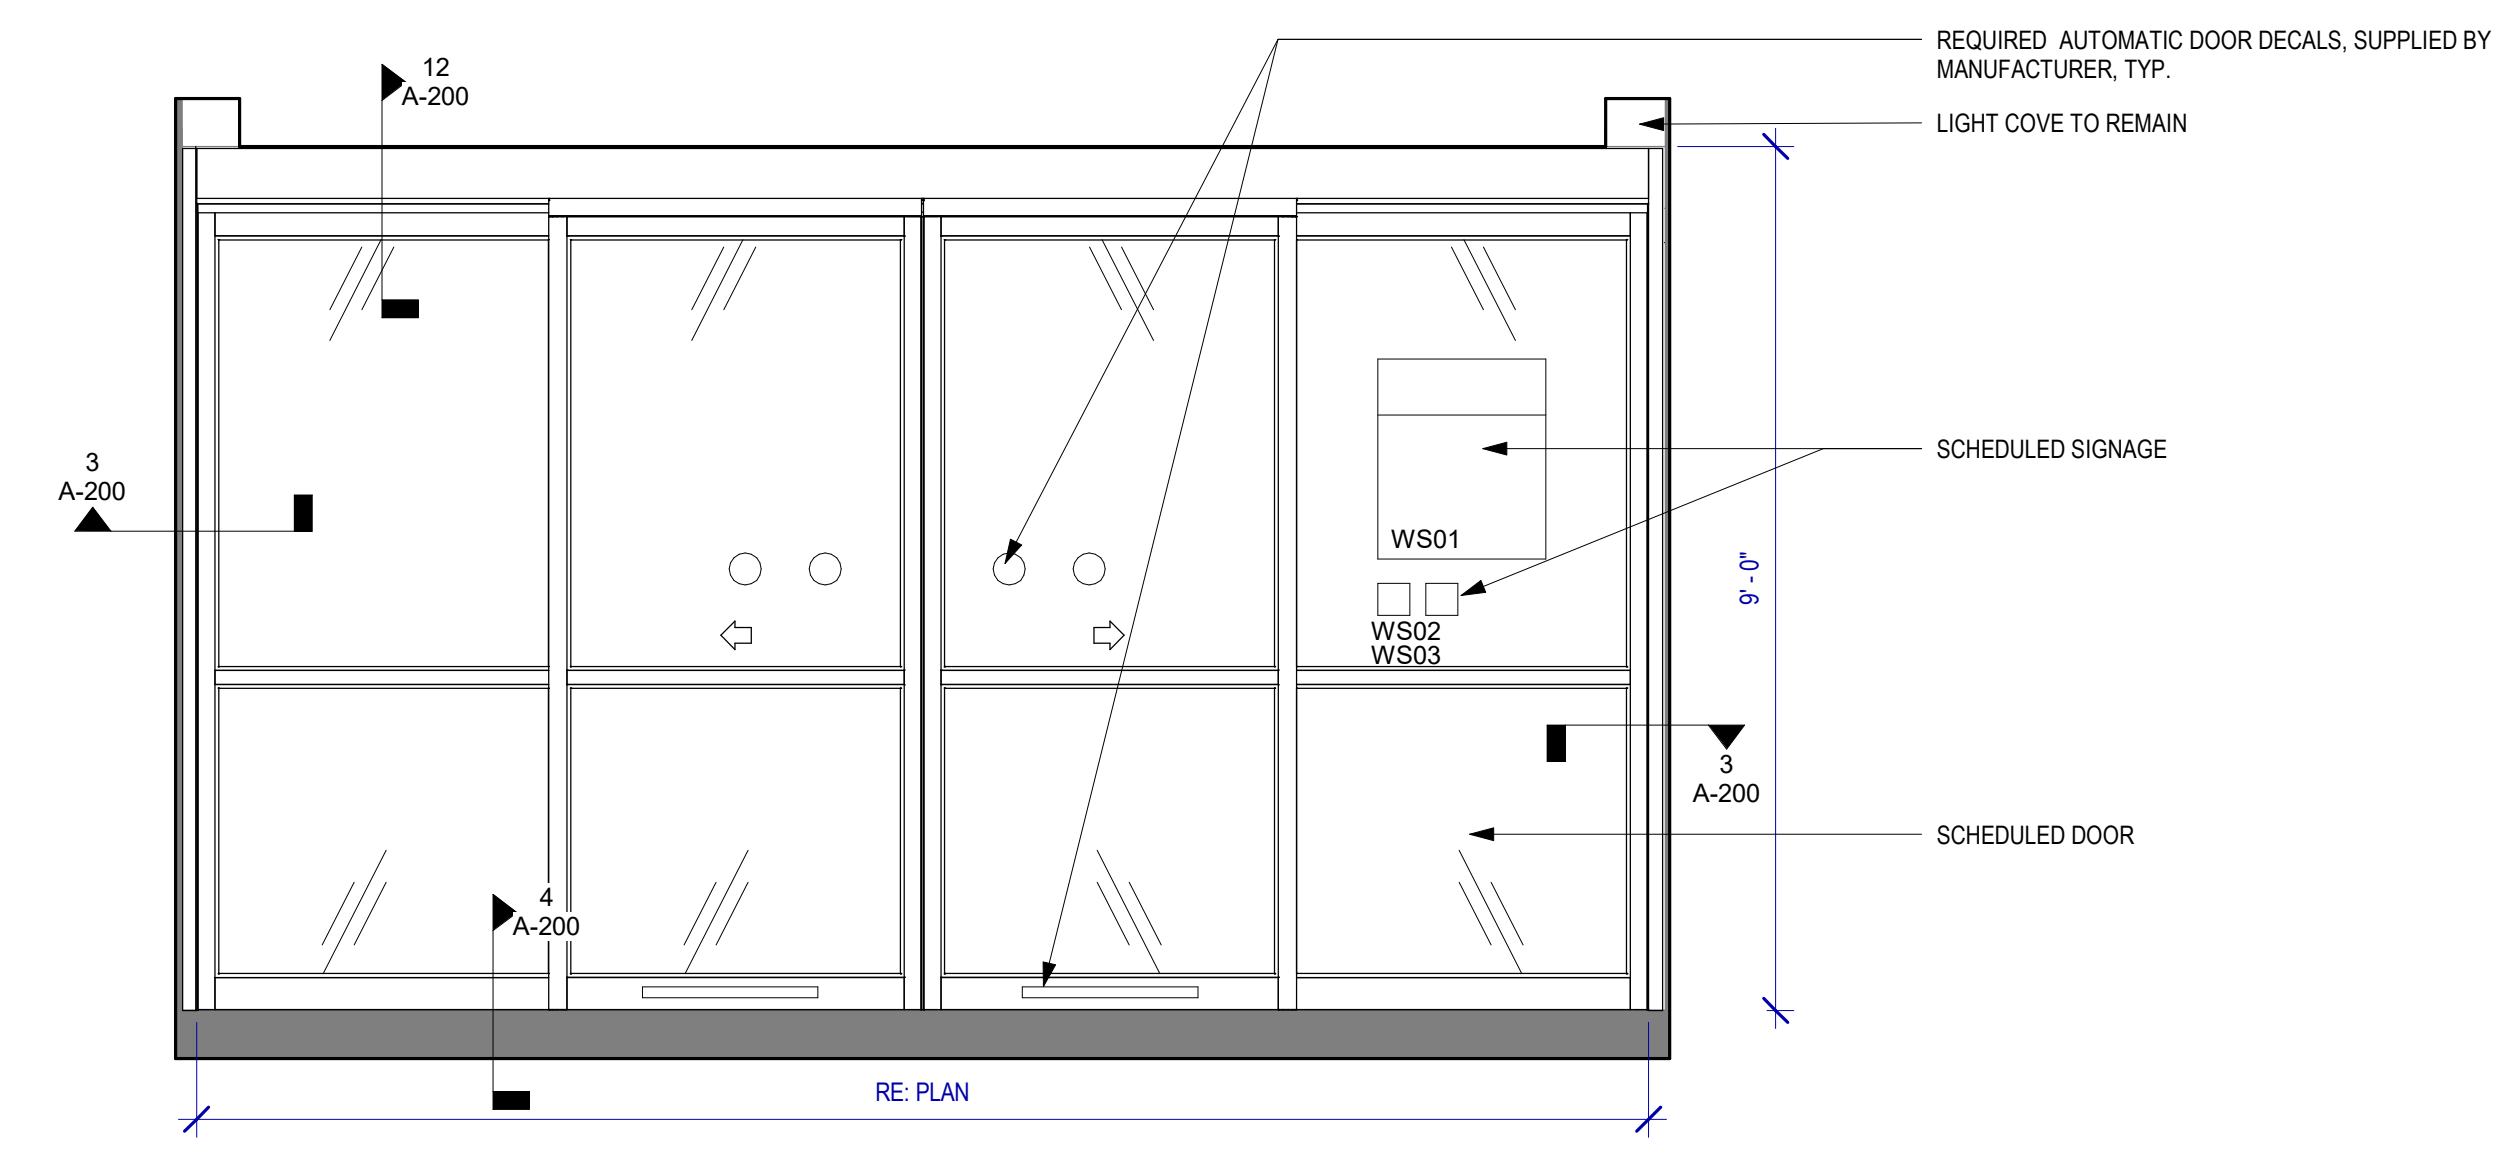 REQUIRED  AUTOMATIC DOOR DECALS, SUPPLIED BY
MANUFACTURER, TYP.
12
A-200
LIGHT COVE TO REMAIN
3
A-200
SCHEDULED SIGNAGE
WS01
9' - 0"
WS02
WS03
3
A-200
SCHEDULED DOOR
4
A-200
RE: PLAN